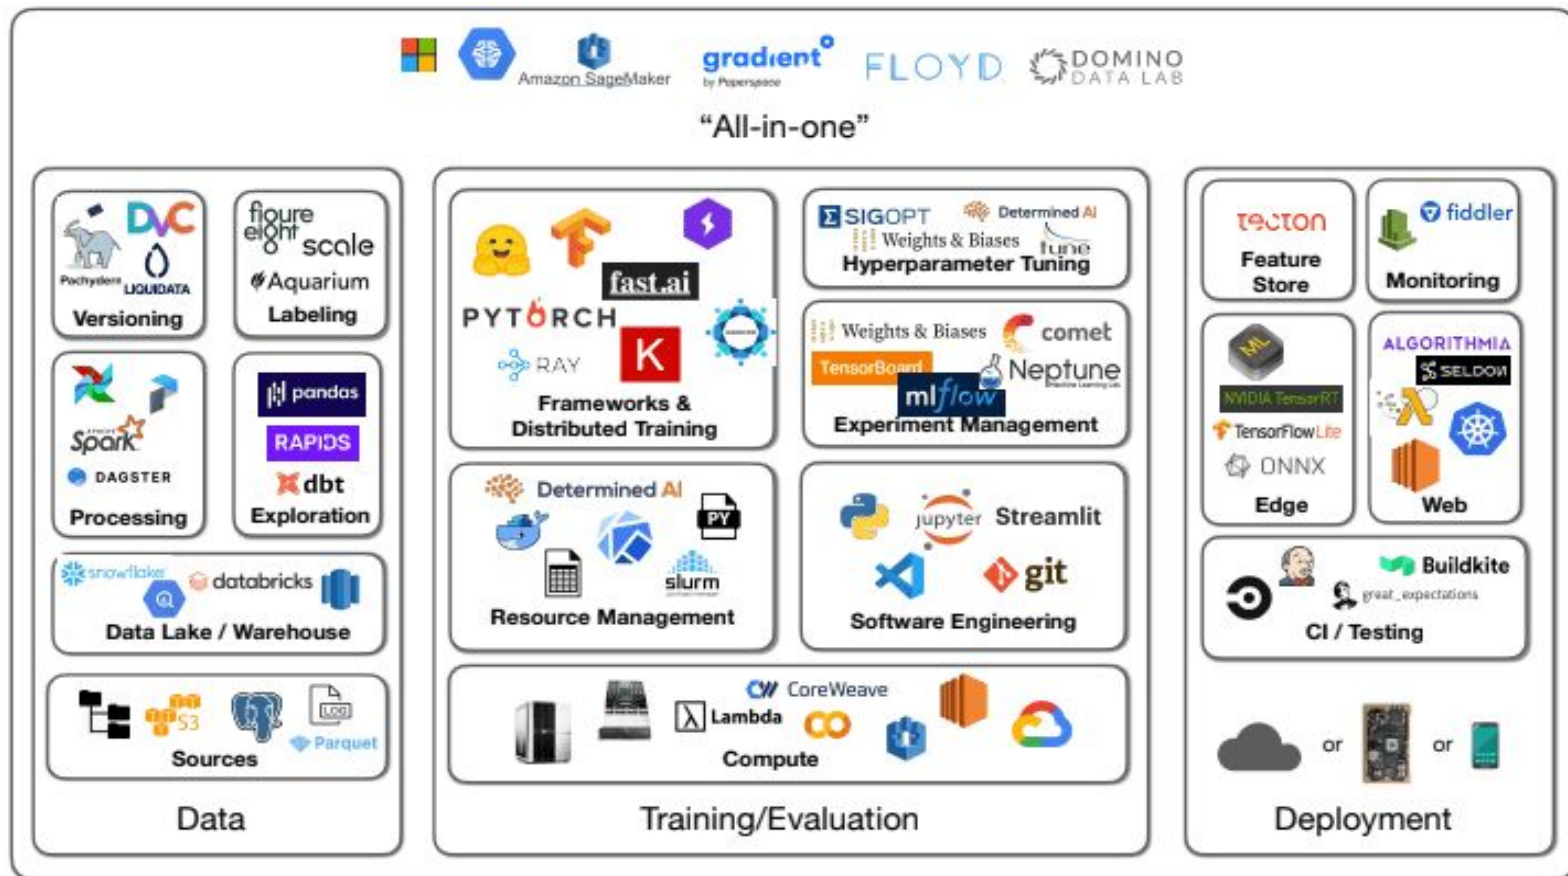 Amazon SageMaker
gradient
by Paperspace
FLOYD
DOMINO
DATA LAB
“All-in-one”
DVC
Pachyderm
LIQUIDATA
Versioning
figure
eight
scale
Aquarium
Labeling
Spark
DAGSTER
Processing
pandas
RAPIDS
dbt
Exploration
snowflake
databricks
Data Lake / Warehouse
S3
LOG
Parquet
Sources
Data
fast.ai
PYTORCH
RAY
K
Frameworks &
Distributed Training
Σ SIGOPT
Determined AI
Weights & Biases
tune
Hyperparameter Tuning
Weights & Biases
comet
TensorBoard
Neptune
Machine Learning Lab
mlflow
Experiment Management
Determined AI
PY
slurm
Resource Management
jupyter
Streamlit
git
Software Engineering
CoreWeave
λ Lambda
Compute
Training/Evaluation
tecton
Feature
Store
fiddler
Monitoring
ML
NVIDIA TensorRT
TensorFlowLite
ONNX
Edge
ALGORITHMIA
SELDON
λ
Web
Buildkite
great_expectations
CI / Testing
or
or
Deployment